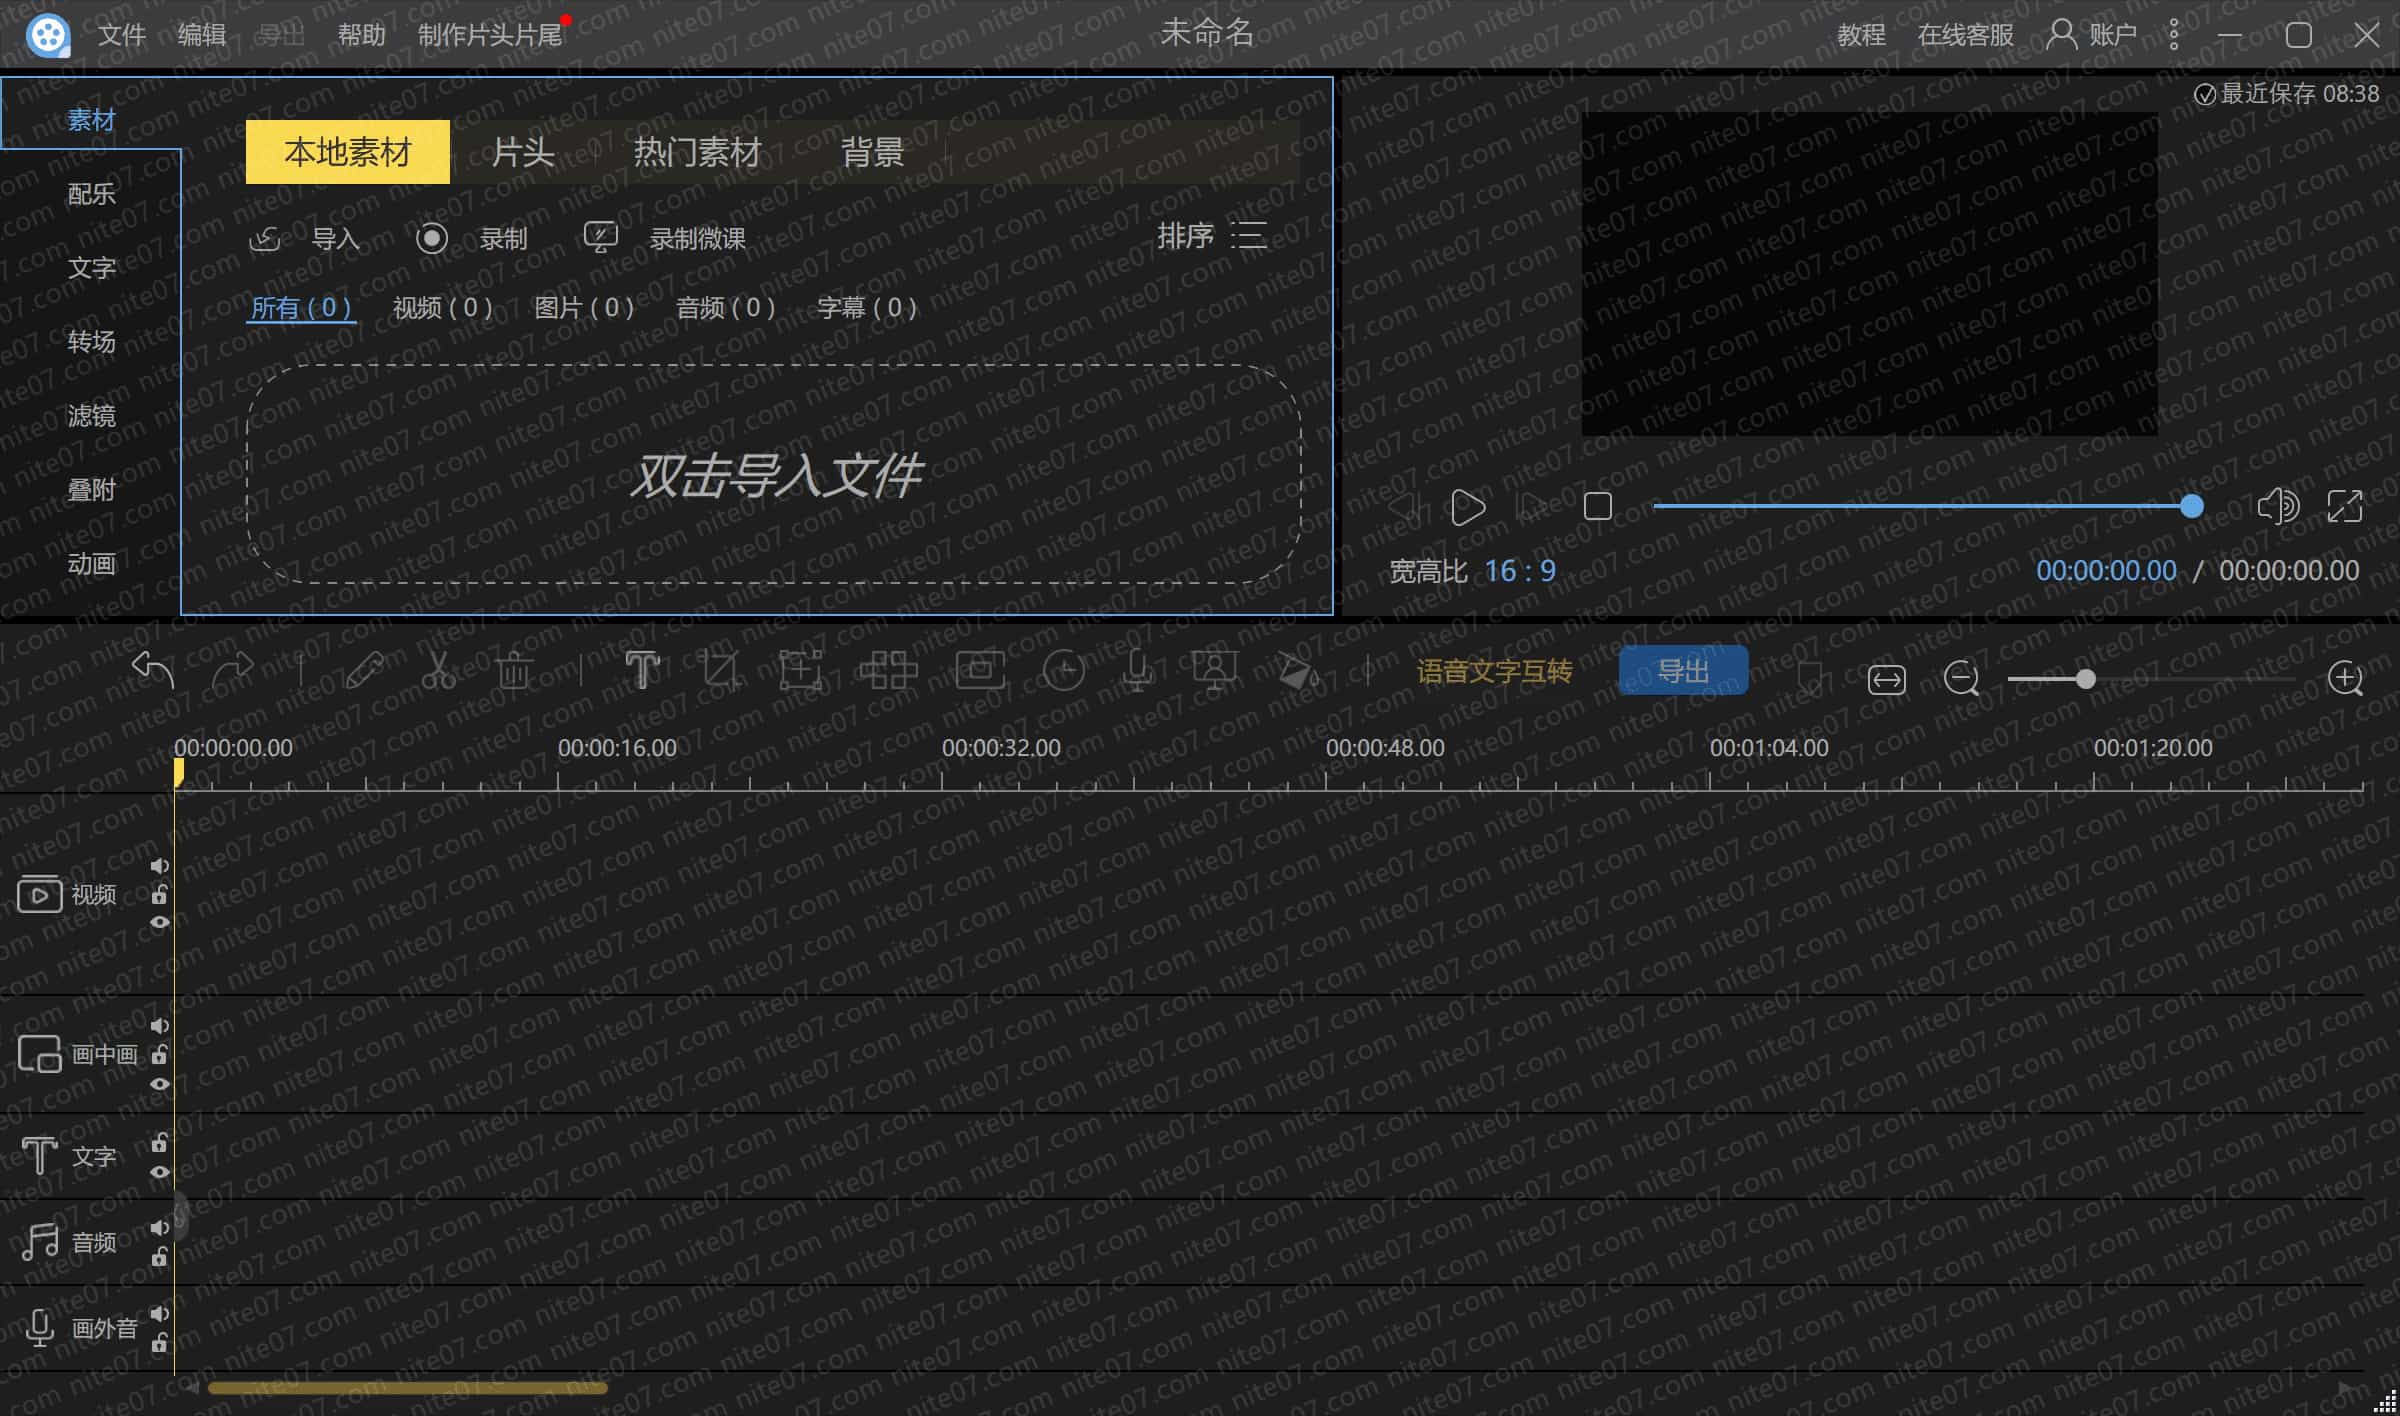 文件 编辑 导出 帮助 制作片头片尾 未命名 教程 在线客服 账户
最近保存 08:38
素材
配乐
文字
转场
滤镜
叠附
动画
本地素材 片头 热门素材 背景
导入 录制 录制微课 排序
所有 ( 0 ) 视频 ( 0 ) 图片 ( 0 ) 音频 ( 0 ) 字幕 ( 0 )
双击导入文件
宽高比 16 : 9 00:00:00.00 / 00:00:00.00
语音文字互转 导出
00:00:00.00 00:00:16.00 00:00:32.00 00:00:48.00 00:01:04.00 00:01:20.00
视频
画中画
文字
音频
画外音
nite07.com